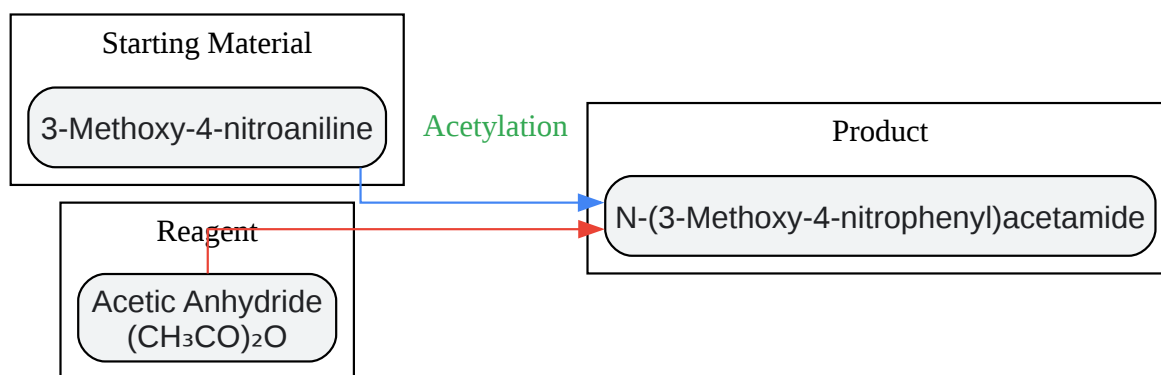 Starting Material
3-Methoxy-4-nitroaniline
Acetylation
Product
N-(3-Methoxy-4-nitrophenyl)acetamide
Reagent
Acetic Anhydride
(CH₃CO)₂O